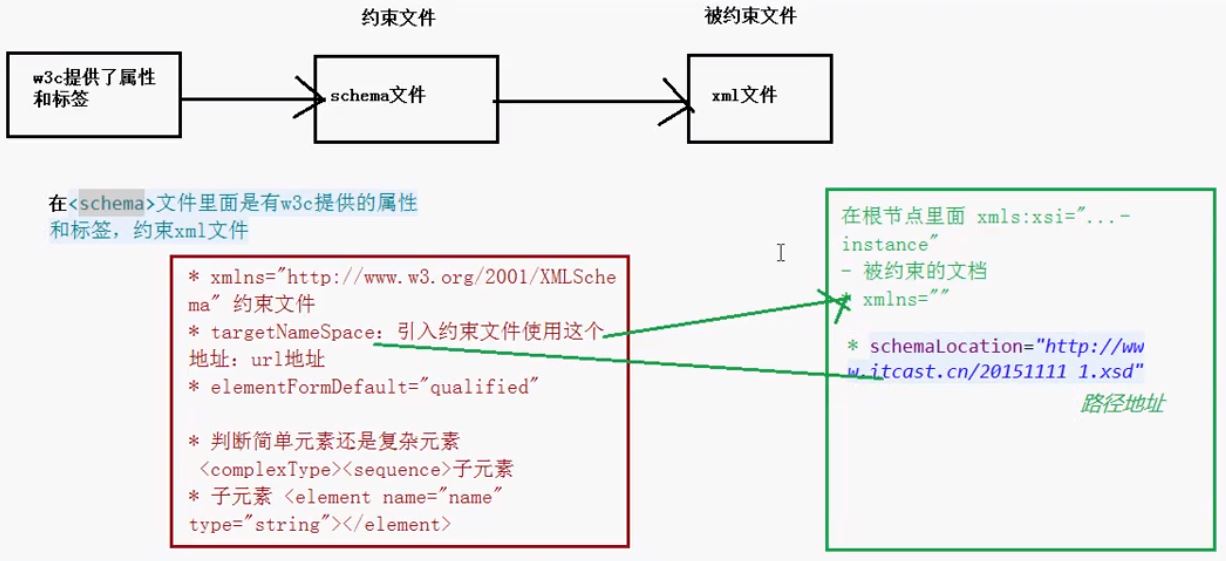 约束文件
被约束文件
w3c提供了属性
和标签
schema文件
xml文件
在<schema>文件里面是有w3c提供的属性
和标签，约束xml文件
* xmlns="http://www.w3.org/2001/XMLSche
ma" 约束文件
* targetNameSpace：引入约束文件使用这个
地址：url地址
* elementFormDefault="qualified"
* 判断简单元素还是复杂元素
<complexType><sequence>子元素
* 子元素 <element name="name"
type="string"></element>
在根节点里面 xmls:xsi="...-
instance"
- 被约束的文档
* xmlns=""
* schemaLocation="http://ww
w.itcast.cn/20151111 1.xsd"
路径地址